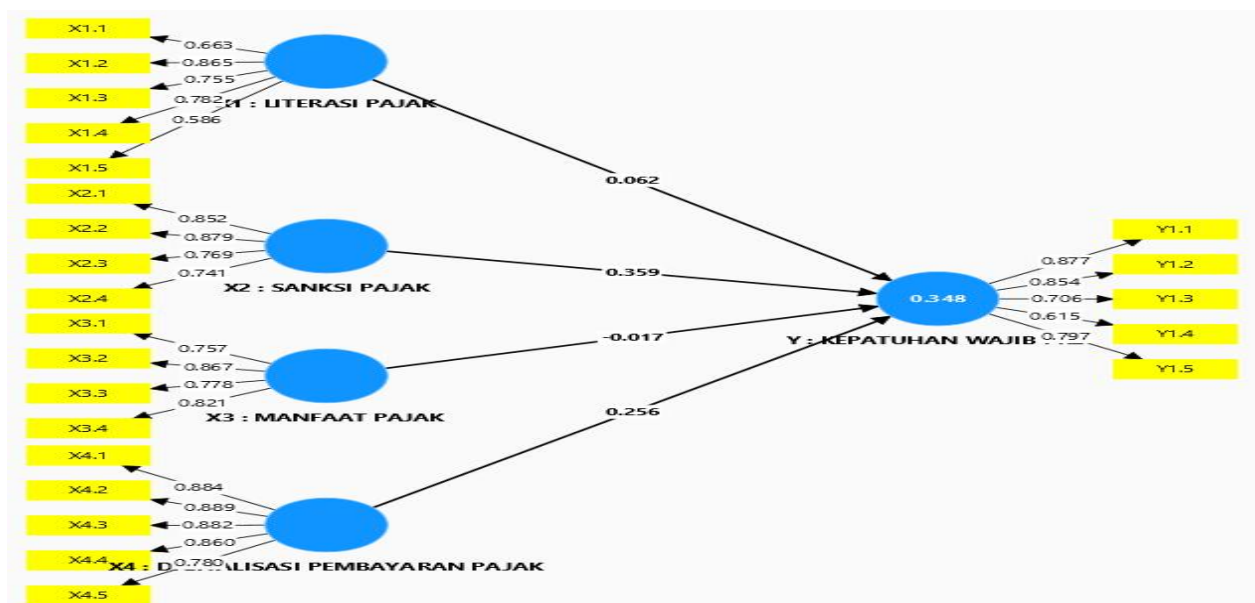 X1.1
X1.2
X1.3
X1.4
X1.5
0.663
0.865
0.755
0.782
0.586
: LITERASI PAJAK
X2.1
X2.2
X2.3
X2.4
0.852
0.879
0.769
0.741
X2 : SANKSI PAJAK
X3.1
X3.2
X3.3
X3.4
0.757
0.867
0.778
0.821
X3 : MANFAAT PAJAK
X4.1
X4.2
X4.3
X4.4
X4.5
0.884
0.889
0.882
0.860
0.780
X4 : PEMBAYARAN PAJAK
0.062
0.359
-0.017
0.256
0.348
Y : KEPATUHAN WAJIB
0.877
0.854
0.706
0.615
0.797
Y1.1
Y1.2
Y1.3
Y1.4
Y1.5